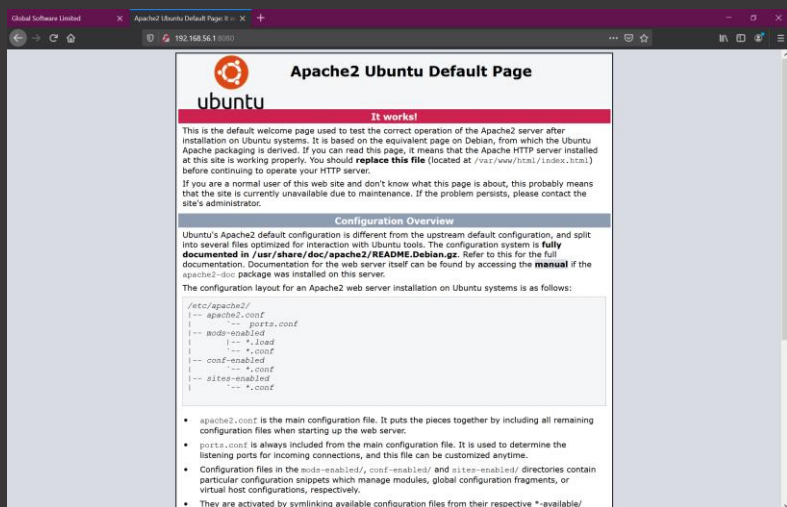 Global Software Limited
Apache2 Ubuntu Default Page: It w
192.168.56.1:8080
ubuntu
Apache2 Ubuntu Default Page
It works!
This is the default welcome page used to test the correct operation of the Apache2 server after
installation on Ubuntu systems. It is based on the equivalent page on Debian, from which the Ubuntu
Apache packaging is derived. If you can read this page, it means that the Apache HTTP server installed
at this site is working properly. You should replace this file (located at /var/www/html/index.html)
before continuing to operate your HTTP server.
If you are a normal user of this web site and don't know what this page is about, this probably means
that the site is currently unavailable due to maintenance. If the problem persists, please contact the
site's administrator.
Configuration Overview
Ubuntu's Apache2 default configuration is different from the upstream default configuration, and split
into several files optimized for interaction with Ubuntu tools. The configuration system is fully
documented in /usr/share/doc/apache2/README.Debian.gz. Refer to this for the full
documentation. Documentation for the web server itself can be found by accessing the manual if the
apache2-doc package was installed on this server.
The configuration layout for an Apache2 web server installation on Ubuntu systems is as follows:
/etc/apache2/
|-- apache2.conf
|       `--  ports.conf
|-- mods-enabled
|       |-- *.load
|       `-- *.conf
|-- conf-enabled
|       `-- *.conf
|-- sites-enabled
|       `-- *.conf
• apache2.conf is the main configuration file. It puts the pieces together by including all remaining
configuration files when starting up the web server.
• ports.conf is always included from the main configuration file. It is used to determine the
listening ports for incoming connections, and this file can be customized anytime.
• Configuration files in the mods-enabled/, conf-enabled/ and sites-enabled/ directories contain
particular configuration snippets which manage modules, global configuration fragments, or
virtual host configurations, respectively.
• They are activated by symlinking available configuration files from their respective *-available/